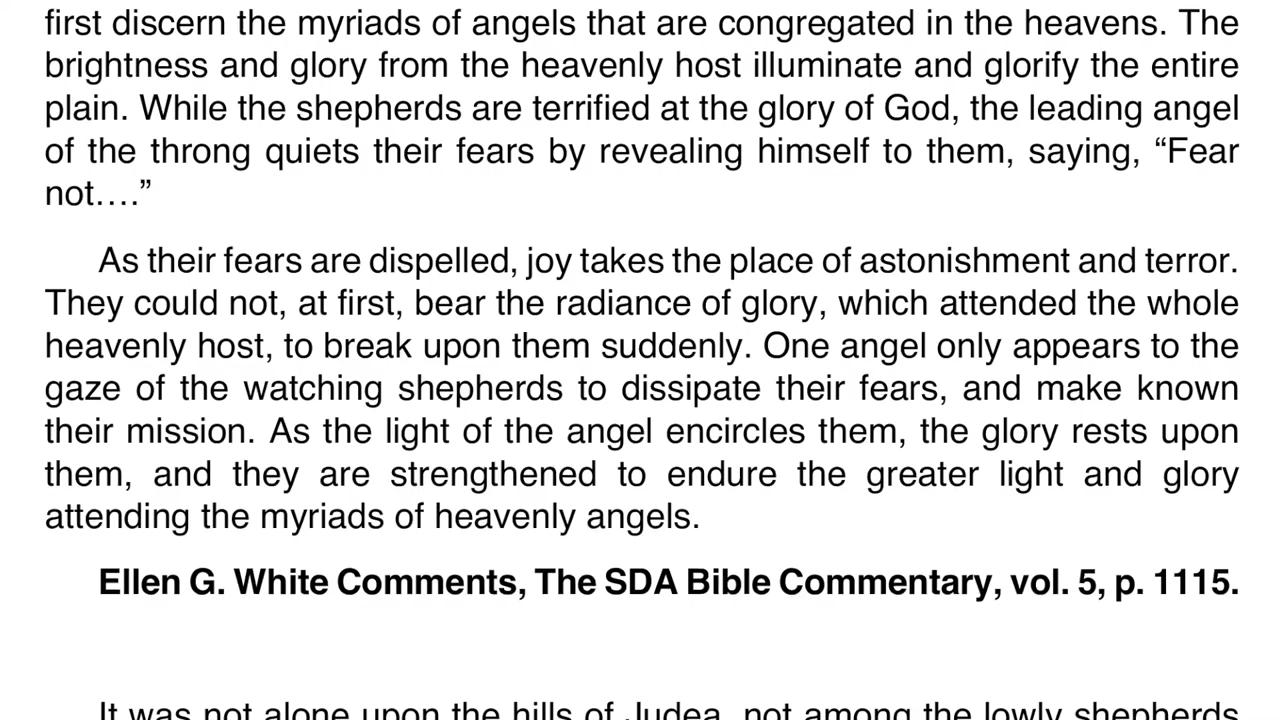 first discern the myriads of angels that are congregated in the heavens. The
brightness and glory from the heavenly host illuminate and glorify the entire
plain. While the shepherds are terrified at the glory of God, the leading angel
of the throng quiets their fears by revealing himself to them, saying, “Fear
not….”
As their fears are dispelled, joy takes the place of astonishment and terror.
They could not, at first, bear the radiance of glory, which attended the whole
heavenly host, to break upon them suddenly. One angel only appears to the
gaze of the watching shepherds to dissipate their fears, and make known
their mission. As the light of the angel encircles them, the glory rests upon
them, and they are strengthened to endure the greater light and glory
attending the myriads of heavenly angels.
Ellen G. White Comments, The SDA Bible Commentary, vol. 5, p. 1115.
It was not alone upon the hills of Judea, not among the lowly shepherds